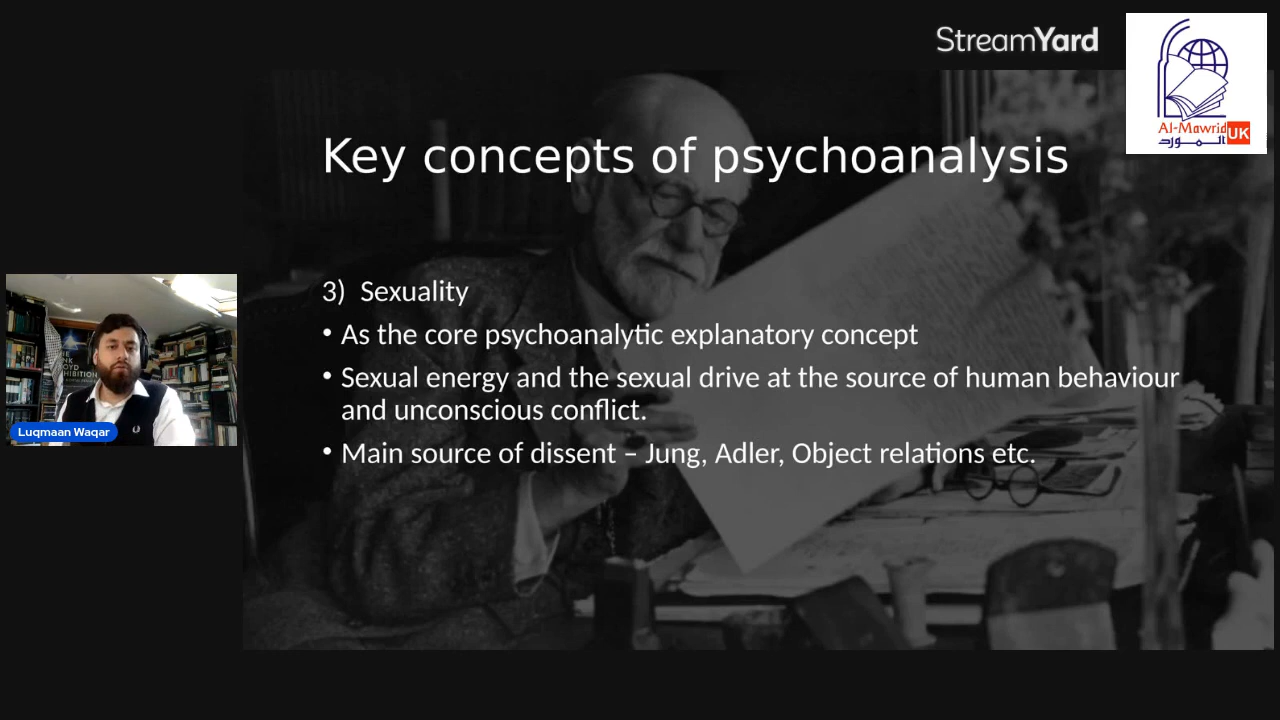 StreamYard
Al-Mawrid
UK
المورد
Key concepts of psychoanalysis
3) Sexuality
• As the core psychoanalytic explanatory concept
• Sexual energy and the sexual drive at the source of human behaviour
and unconscious conflict.
• Main source of dissent – Jung, Adler, Object relations etc.
Luqmaan Waqar